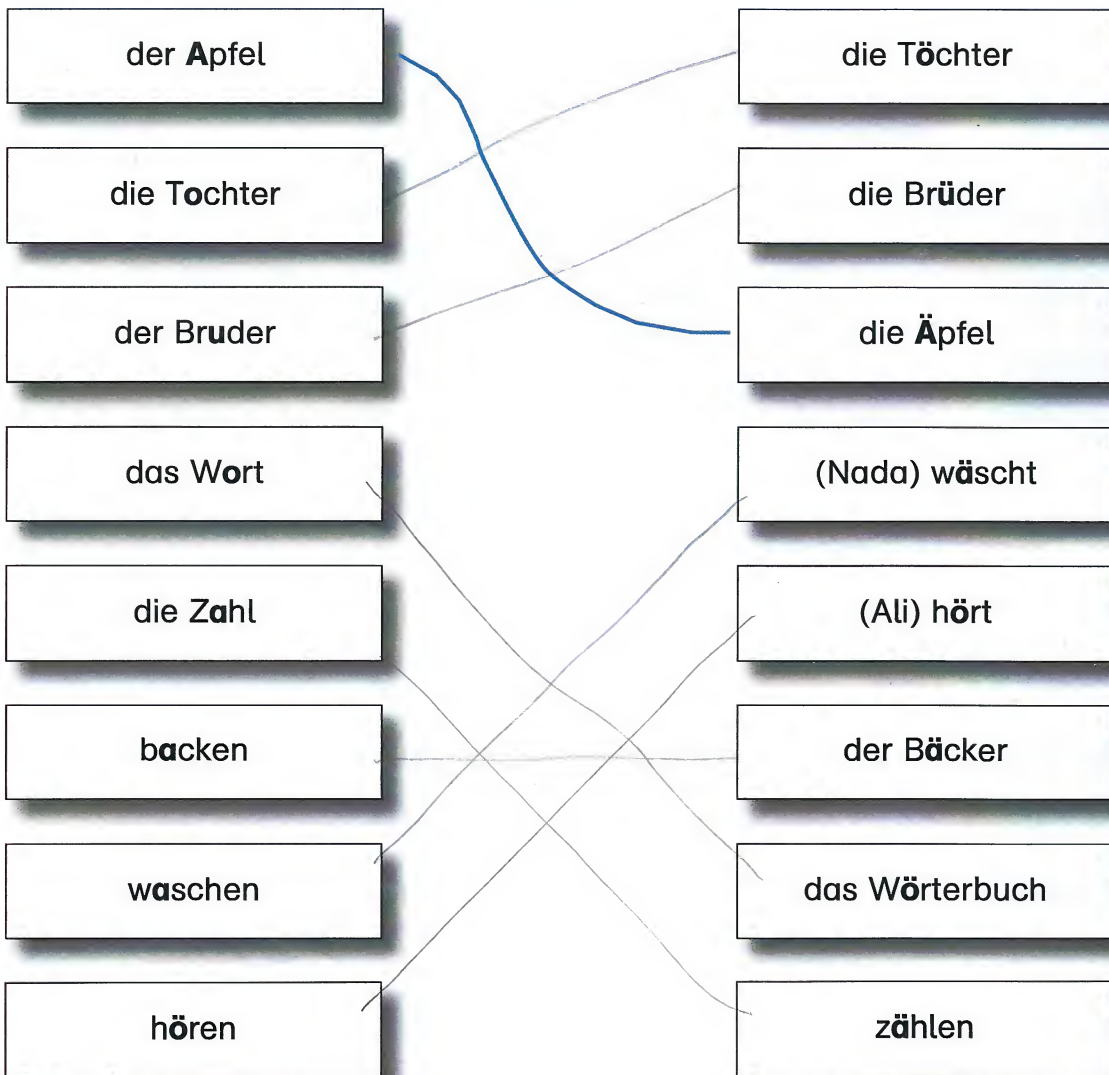 der Apfel
die Töchter
die Tochter
die Brüder
der Bruder
die Äpfel
das Wort
(Nada) wäscht
die Zahl
(Ali) hört
backen
der Bäcker
waschen
das Wörterbuch
hören
zählen